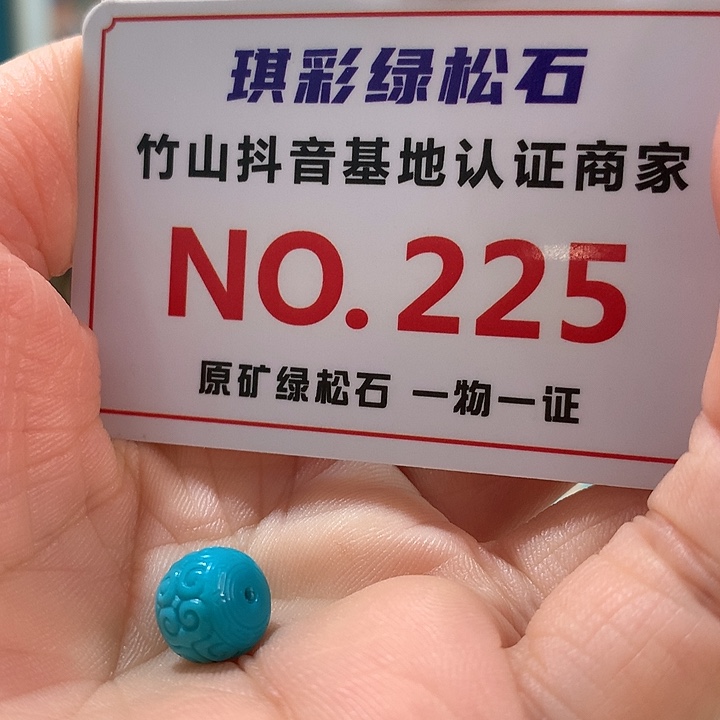 琪彩绿松石
竹山抖音基地认证商家
NO.225
原矿绿松石 一物一证